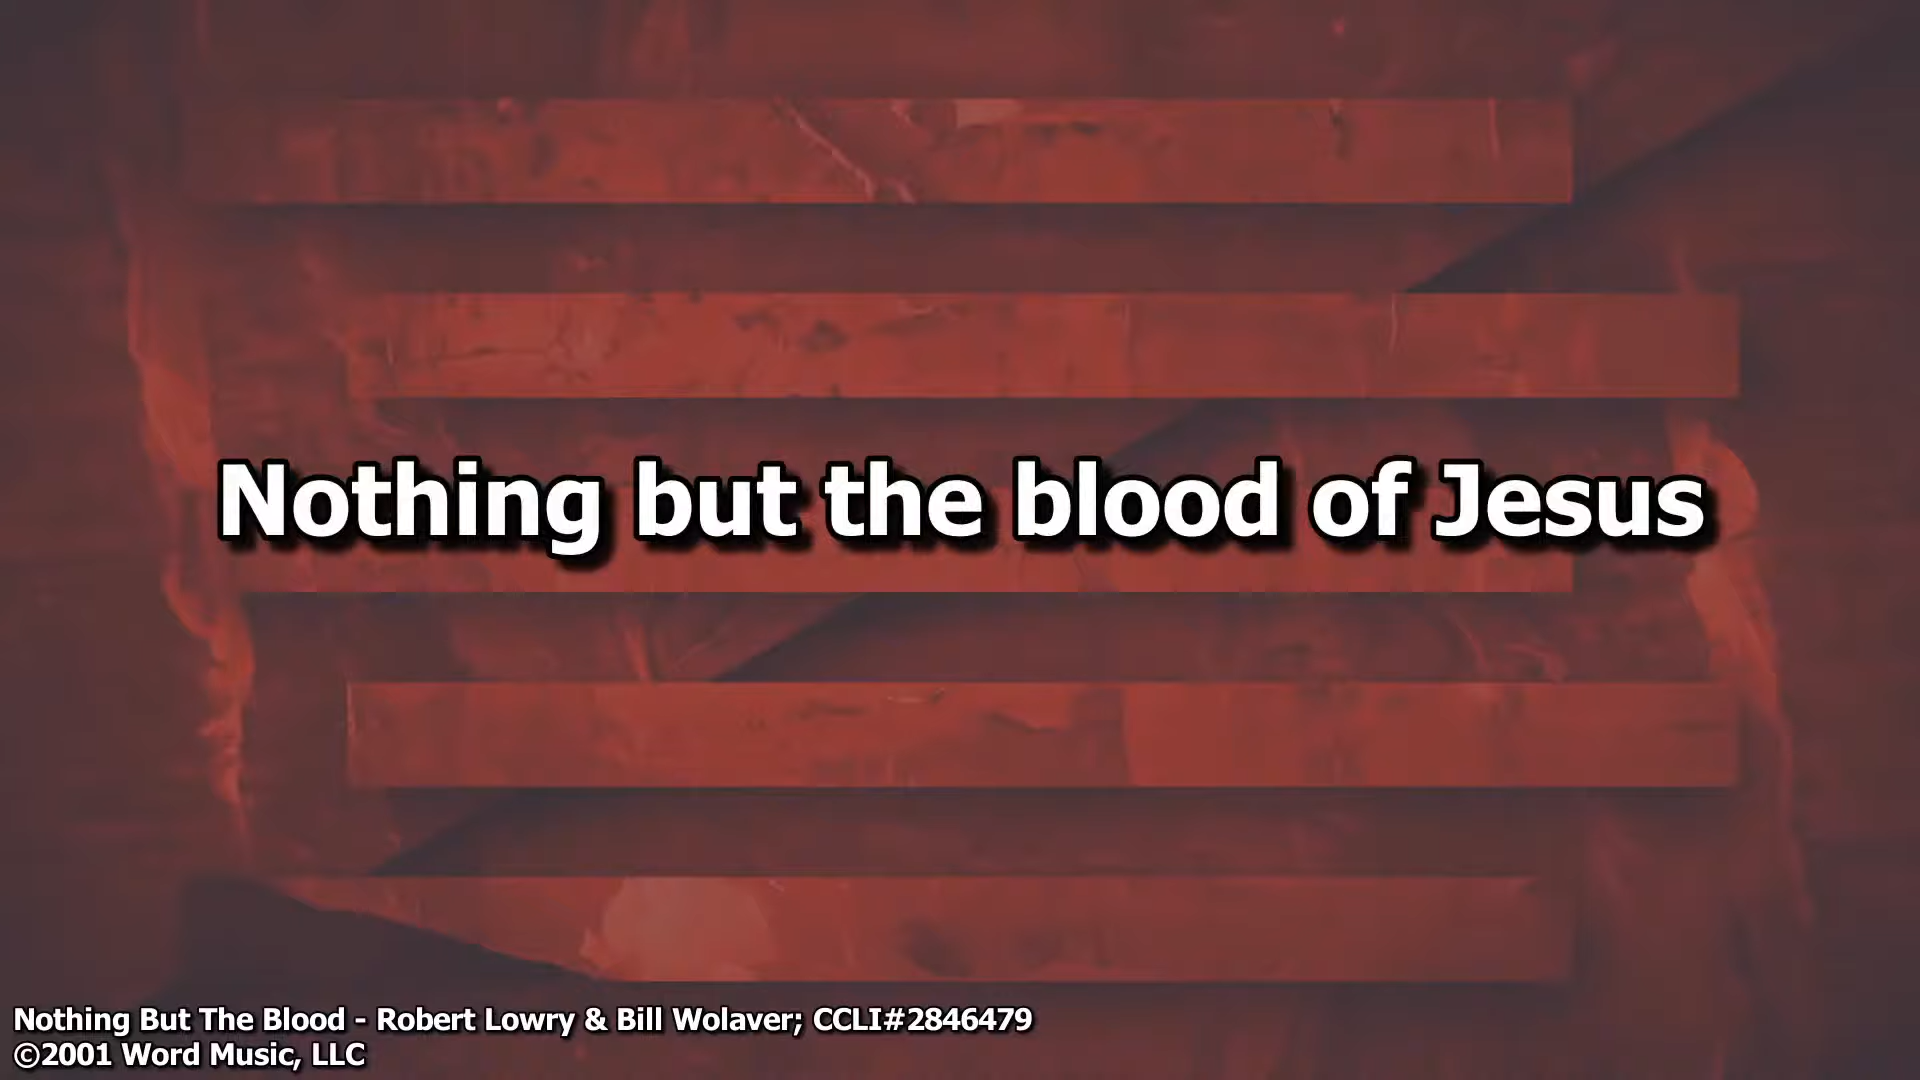 Nothing but the blood of Jesus
Nothing But The Blood - Robert Lowry & Bill Wolaver; CCLI#2846479
©2001 Word Music, LLC